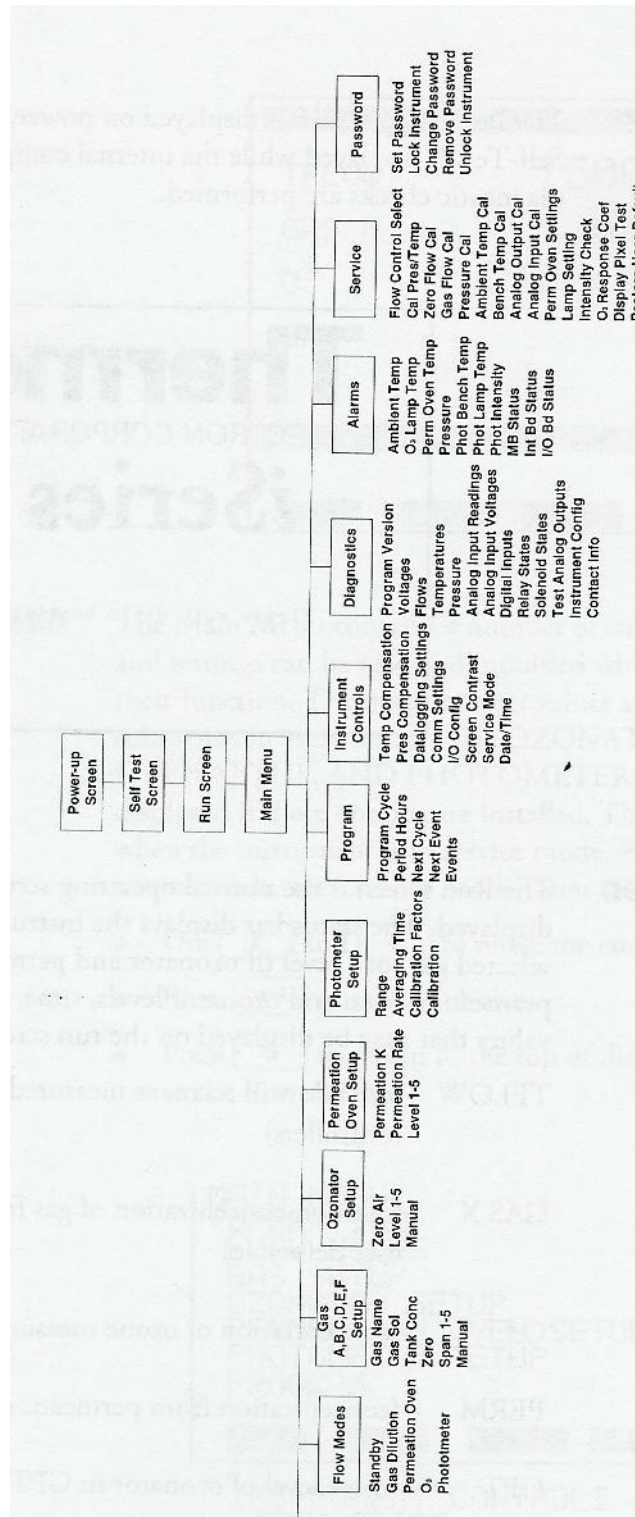 Power-up
Screen
Self Test
Screen
Run Screen
Main Menu
Flow Modes
Standby
Gas Dilution
Permeation Oven
O₃
Phototmeter
Gas
A,B,C,D,E,F
Setup
Gas Name
Gas Sol
Tank Conc
Zero
Span 1-5
Manual
Ozonator
Setup
Zero Air
Level 1-5
Manual
Permeation
Oven Setup
Permeation K
Permeation Rate
Level 1-5
Photometer
Setup
Range
Averaging Time
Calibration Factors
Calibration
Program
Program Cycle
Period Hours
Next Cycle
Next Event
Events
Instrument
Controls
Temp Compensation
Pres Compensation
Datalogging Settings
Comm Settings
I/O Config
Screen Contrast
Service Mode
Date/Time
Diagnostics
Program Version
Voltages
Flows
Temperatures
Pressure
Analog Input Readings
Analog Input Voltages
Digital Inputs
Relay States
Solenoid States
Test Analog Outputs
Instrument Config
Contact Info
Alarms
Ambient Temp
O₃ Lamp Temp
Perm Oven Temp
Pressure
Phot Bench Temp
Phot Lamp Temp
Phot Intensity
MB Status
Int Bd Status
I/O Bd Status
Service
Flow Control Select
Cal Pres/Temp
Zero Flow Cal
Gas Flow Cal
Pressure Cal
Ambient Temp Cal
Bench Temp Cal
Analog Output Cal
Analog Input Cal
Perm Oven Settings
Lamp Setting
Intensity Check
O₃ Response Coef
Display Pixel Test
Password
Set Password
Lock Instrument
Change Password
Remove Password
Unlock Instrument